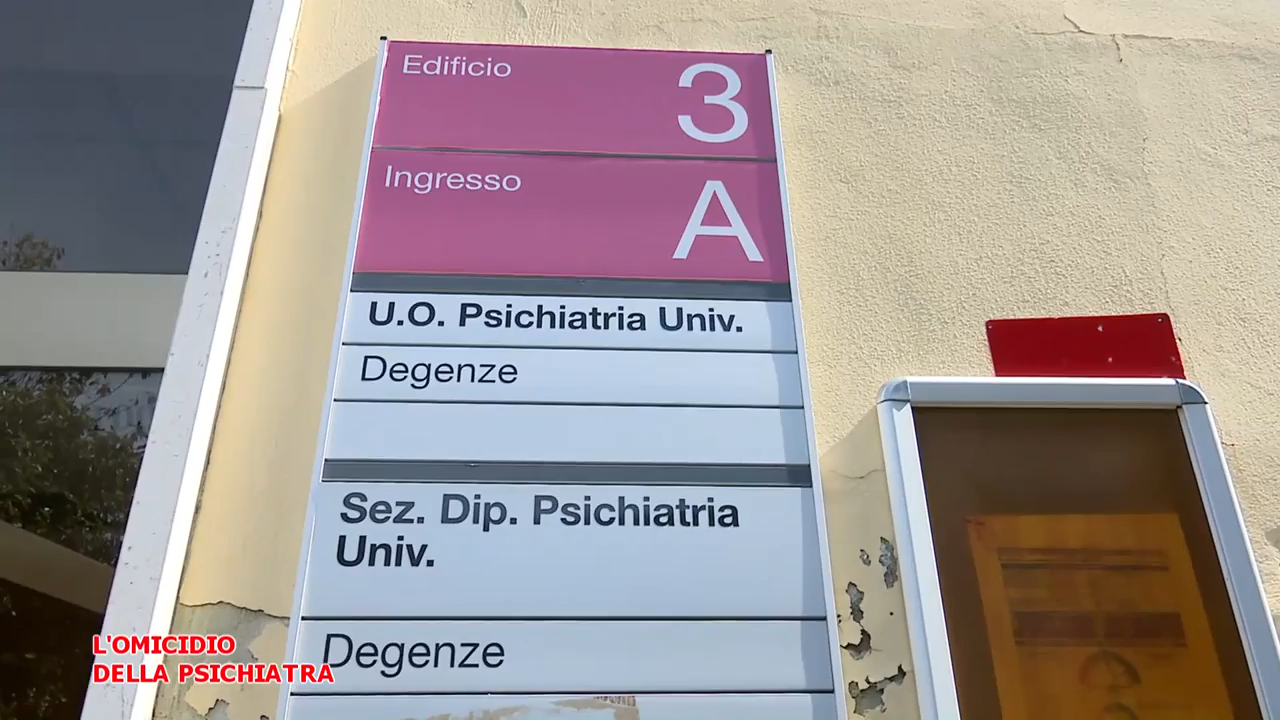 Edificio
3
Ingresso
A
U.O. Psichiatria Univ.
Degenze
Sez. Dip. Psichiatria
Univ.
Degenze
L'OMICIDIO
DELLA PSICHIATRA